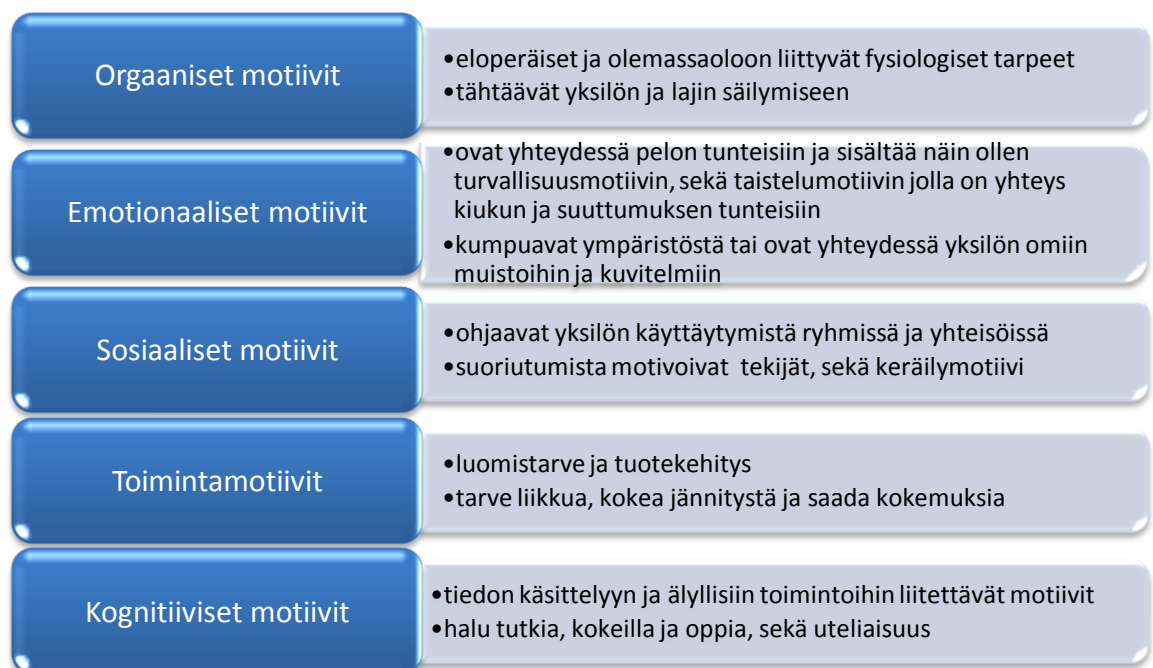 Orgaaniset motiivit
•eloperäiset ja olemassaoloon liittyvät fysiologiset tarpeet
•tähtäävät yksilön ja lajin säilymiseen
Emotionaaliset motiivit
•ovat yhteydessä pelon tunteisiin ja sisältää näin ollen
turvallisuusmotiivin, sekä taistelumotiivin jolla on yhteys
kiukun ja suuttumuksen tunteisiin
•kumpuavat ympäristöstä tai ovat yhteydessä yksilön omiin
muistoihin ja kuvitelmiin
Sosiaaliset motiivit
•ohjaavat yksilön käyttäytymistä ryhmissä ja yhteisöissä
•suoriutumista motivoivat tekijät, sekä keräilymotiivi
Toimintamotiivit
•luomistarve ja tuotekehitys
•tarve liikkua, kokea jännitystä ja saada kokemuksia
Kognitiiviset motiivit
•tiedon käsittelyyn ja älyllisiin toimintoihin liitettävät motiivit
•halu tutkia, kokeilla ja oppia, sekä uteliaisuus